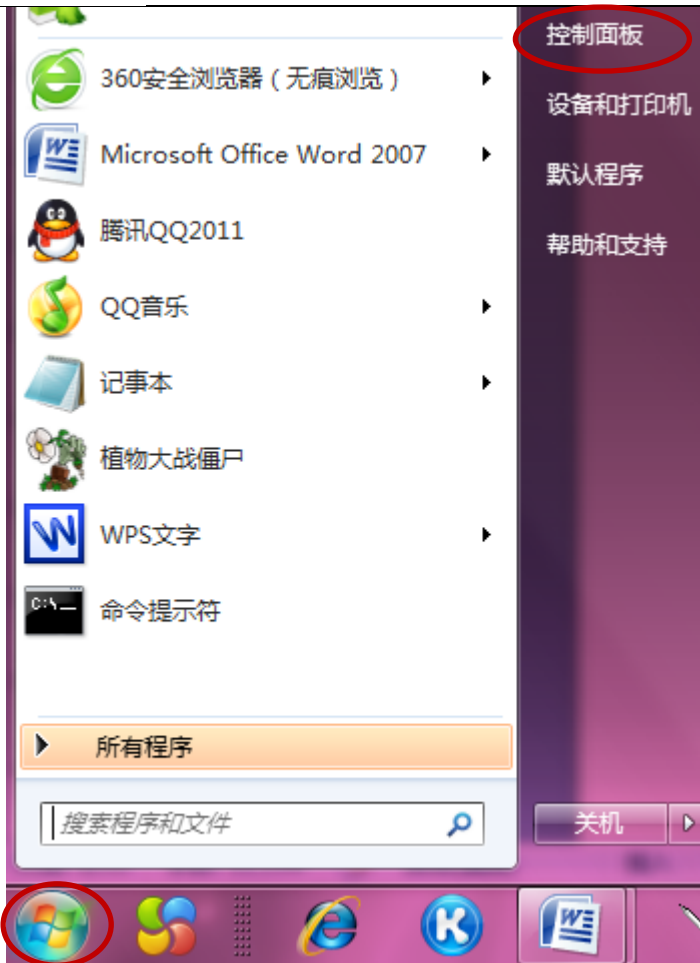 360安全浏览器（无痕浏览）
Microsoft Office Word 2007
腾讯QQ2011
QQ音乐
记事本
植物大战僵尸
WPS文字
C:\_
命令提示符
所有程序
搜索程序和文件
控制面板
设备和打印机
默认程序
帮助和支持
关机